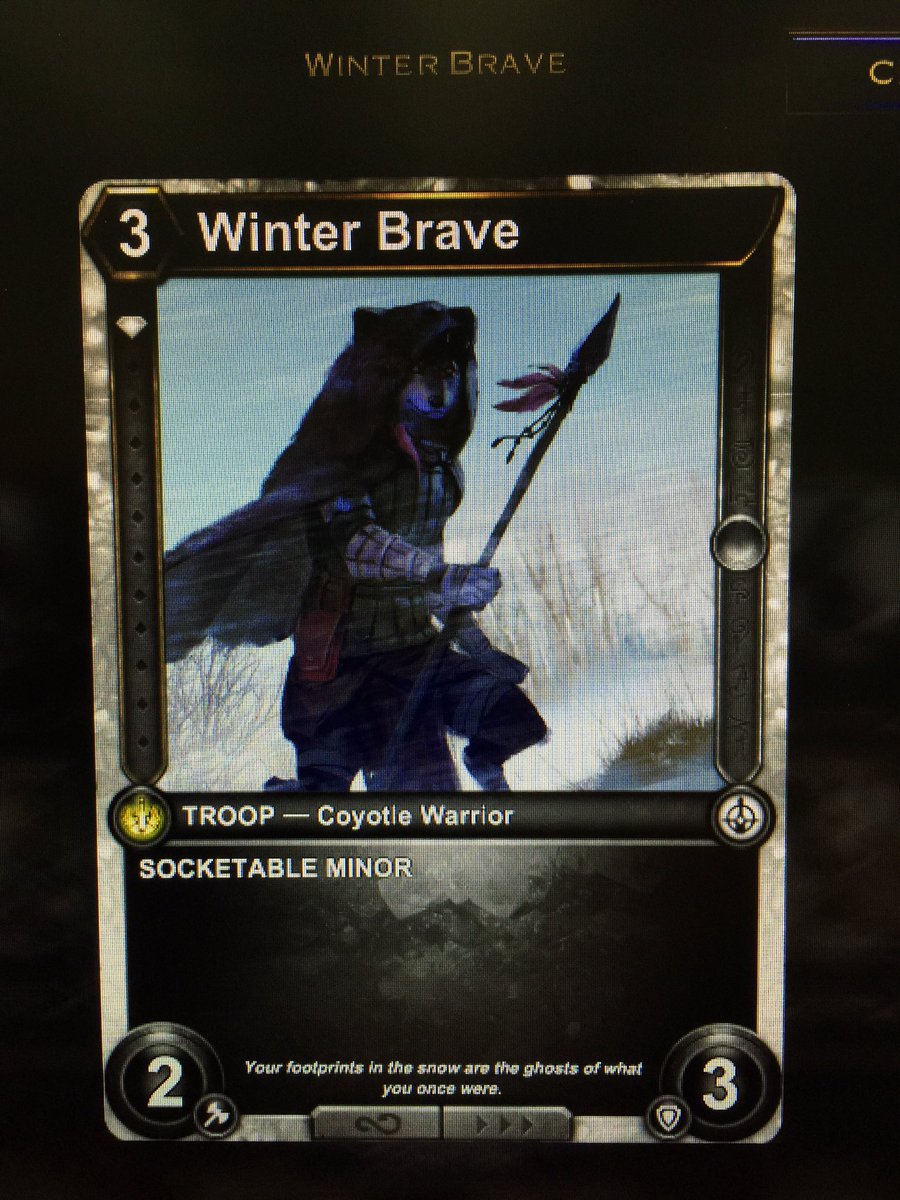 WINTER BRAVE
C
3 Winter Brave
TROOP — Coyotle Warrior
SOCKETABLE MINOR
Your footprints in the snow are the ghosts of what
you once were.
2
3